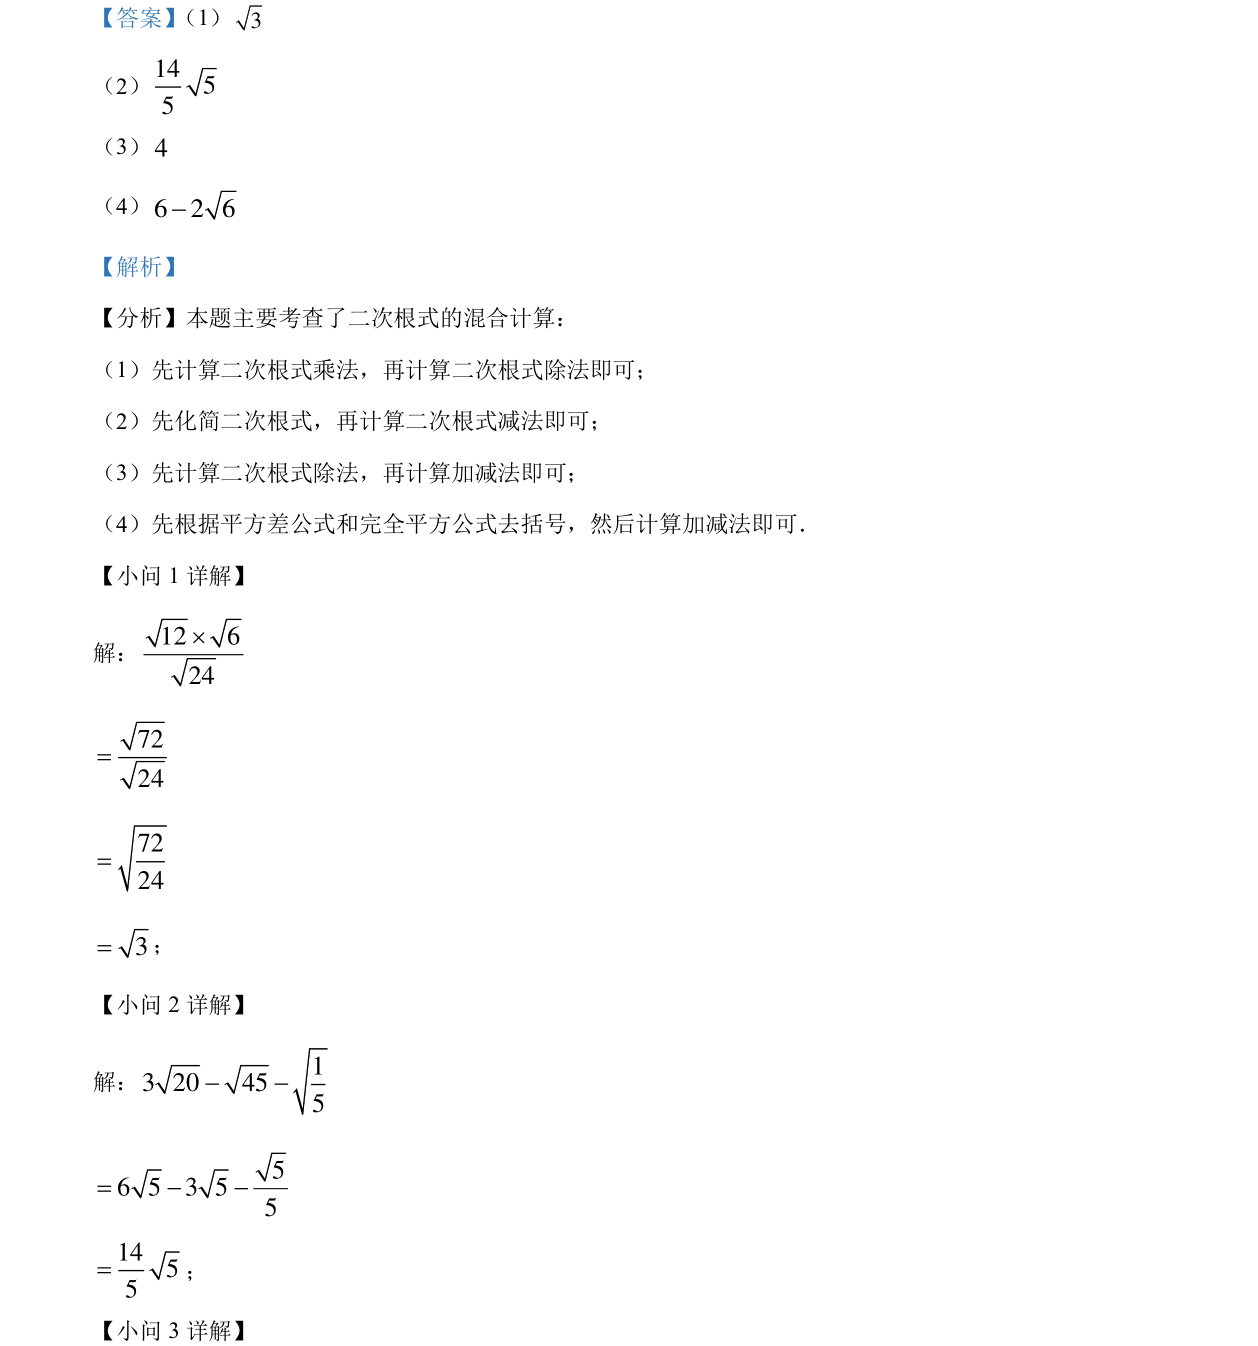 【答案】(1) √3
(2) 14/5 √5
(3) 4
(4) 6－2√6
【解析】
【分析】本题主要考查了二次根式的混合计算：
(1) 先计算二次根式乘法，再计算二次根式除法即可；
(2) 先化简二次根式，再计算二次根式减法即可；
(3) 先计算二次根式除法，再计算加减法即可；
(4) 先根据平方差公式和完全平方公式去括号，然后计算加减法即可．
【小问 1 详解】
解：(√12×√6)/√24
=√72/√24
=√(72/24)
=√3；
【小问 2 详解】
解：3√20－√45－√(1/5)
=6√5－3√5－√5/5
=14/5 √5；
【小问 3 详解】